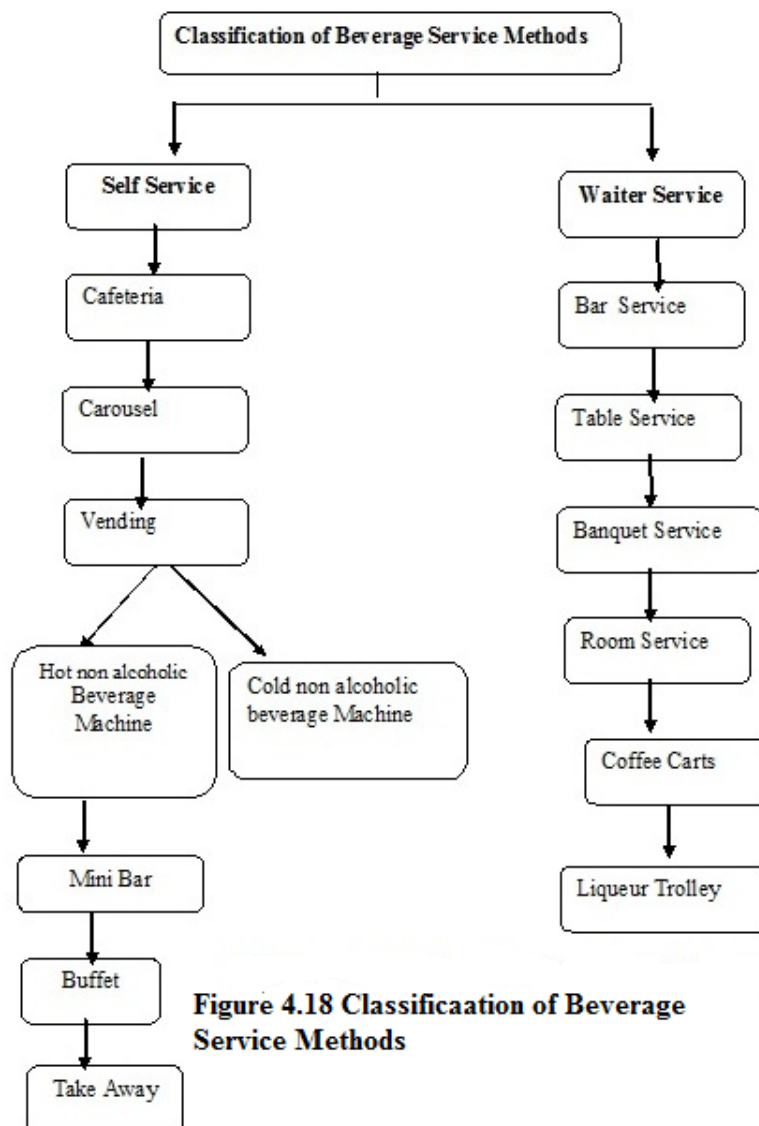 Classification of Beverage Service Methods
Self Service
Waiter Service
Cafeteria
Bar Service
Carousel
Table Service
Vending
Banquet Service
Hot non alcoholic
Beverage
Machine
Cold non alcoholic
beverage Machine
Room Service
Coffee Carts
Mini Bar
Liqueur Trolley
Buffet
Take Away
Figure 4.18 Classificaation of Beverage
Service Methods